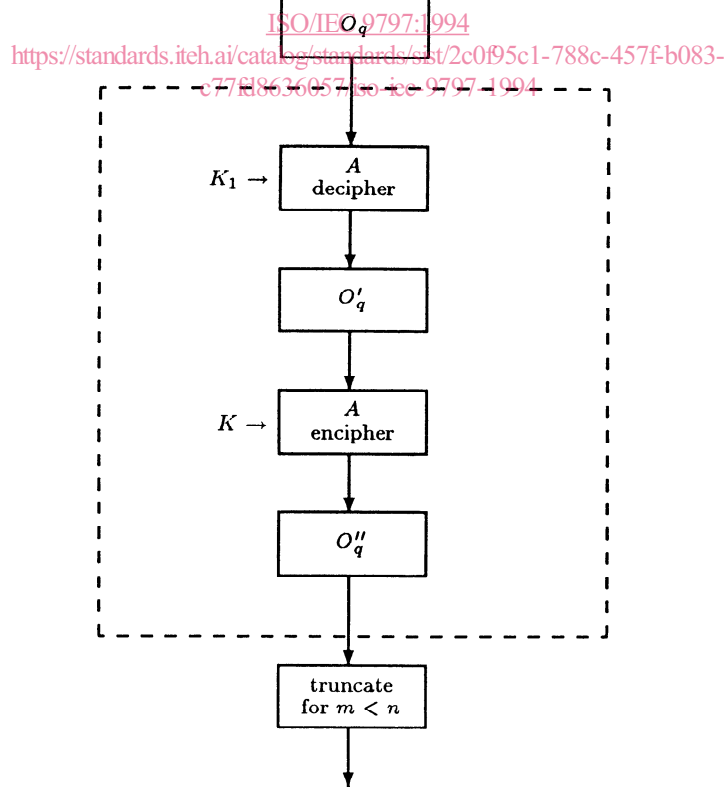 ISO/IEC 9797:1994
O_q
https://standards.iteh.ai/catalog/standards/sist/2c0f95c1-788c-457f-b083-
c77fd8636057/iso-iec-9797-1994
K₁ →
A
decipher
O′_q
K →
A
encipher
O″_q
truncate
for m < n